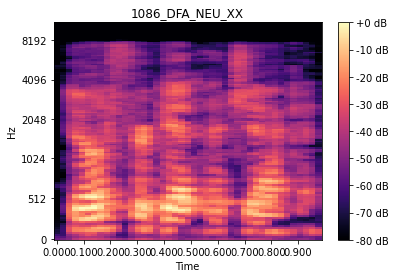 1086_DFA_NEU_XX
Hz
8192
4096
2048
1024
512
0
0.0000.1000.2000.3000.4000.5000.6000.7000.8000.900
Time
+0 dB
-10 dB
-20 dB
-30 dB
-40 dB
-50 dB
-60 dB
-70 dB
-80 dB